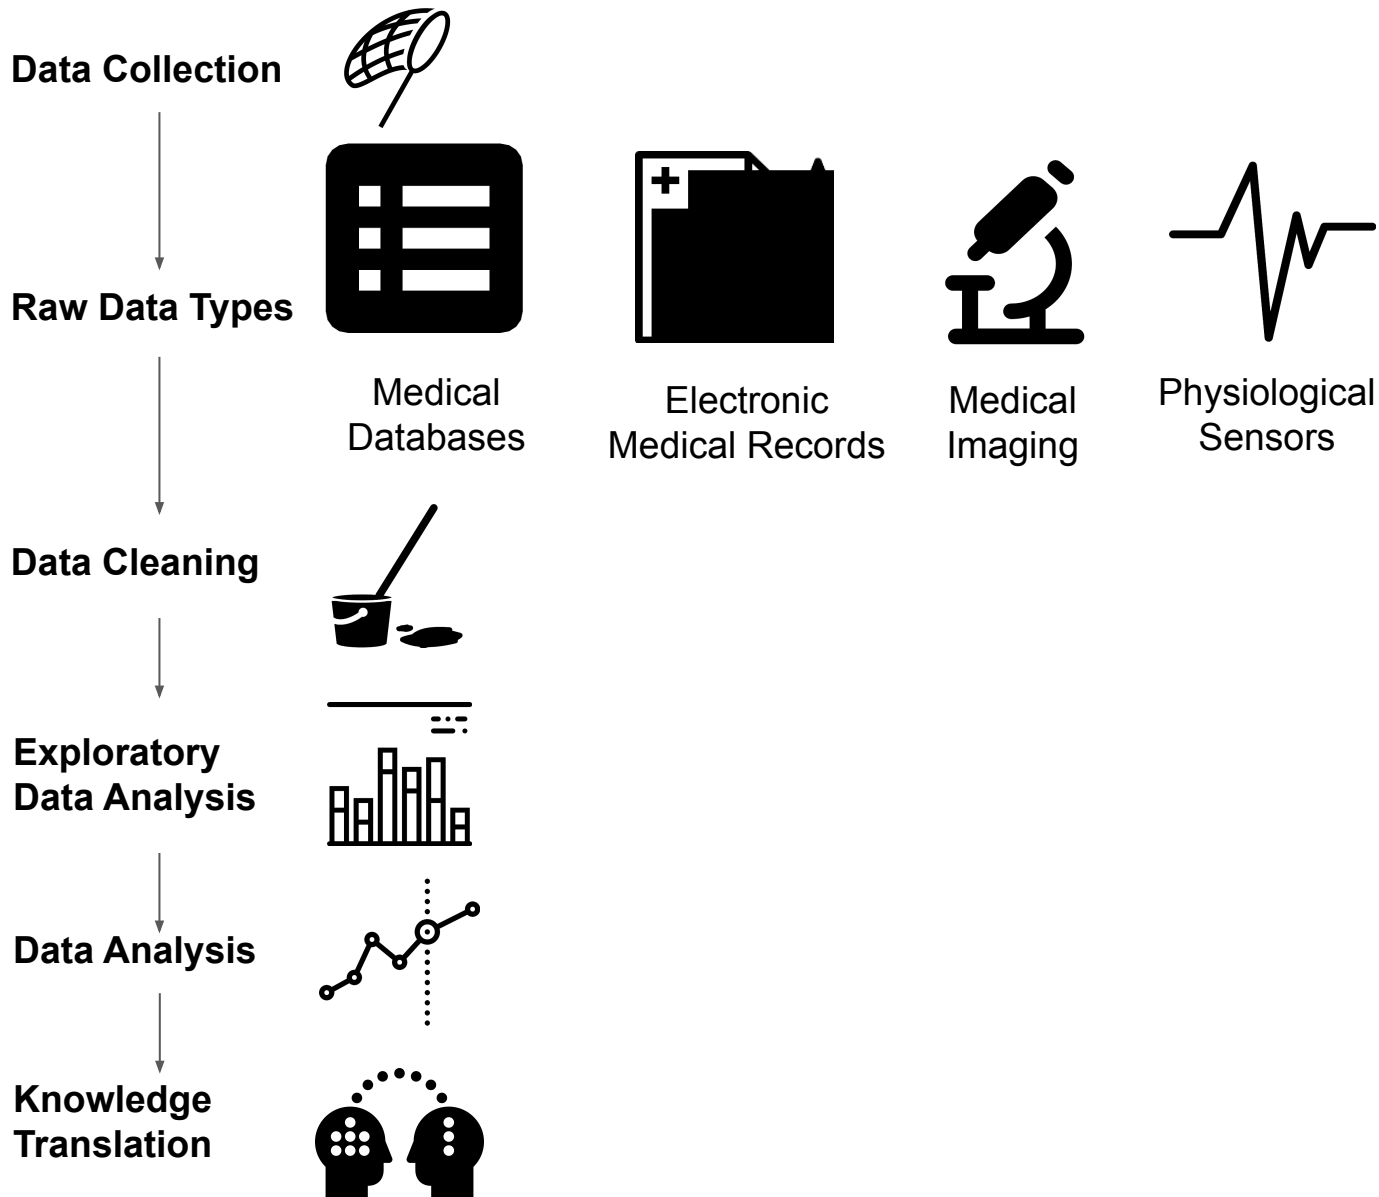 Data Collection
Raw Data Types
Medical
Databases
Electronic
Medical Records
Medical
Imaging
Physiological
Sensors
Data Cleaning
Exploratory
Data Analysis
Data Analysis
Knowledge
Translation